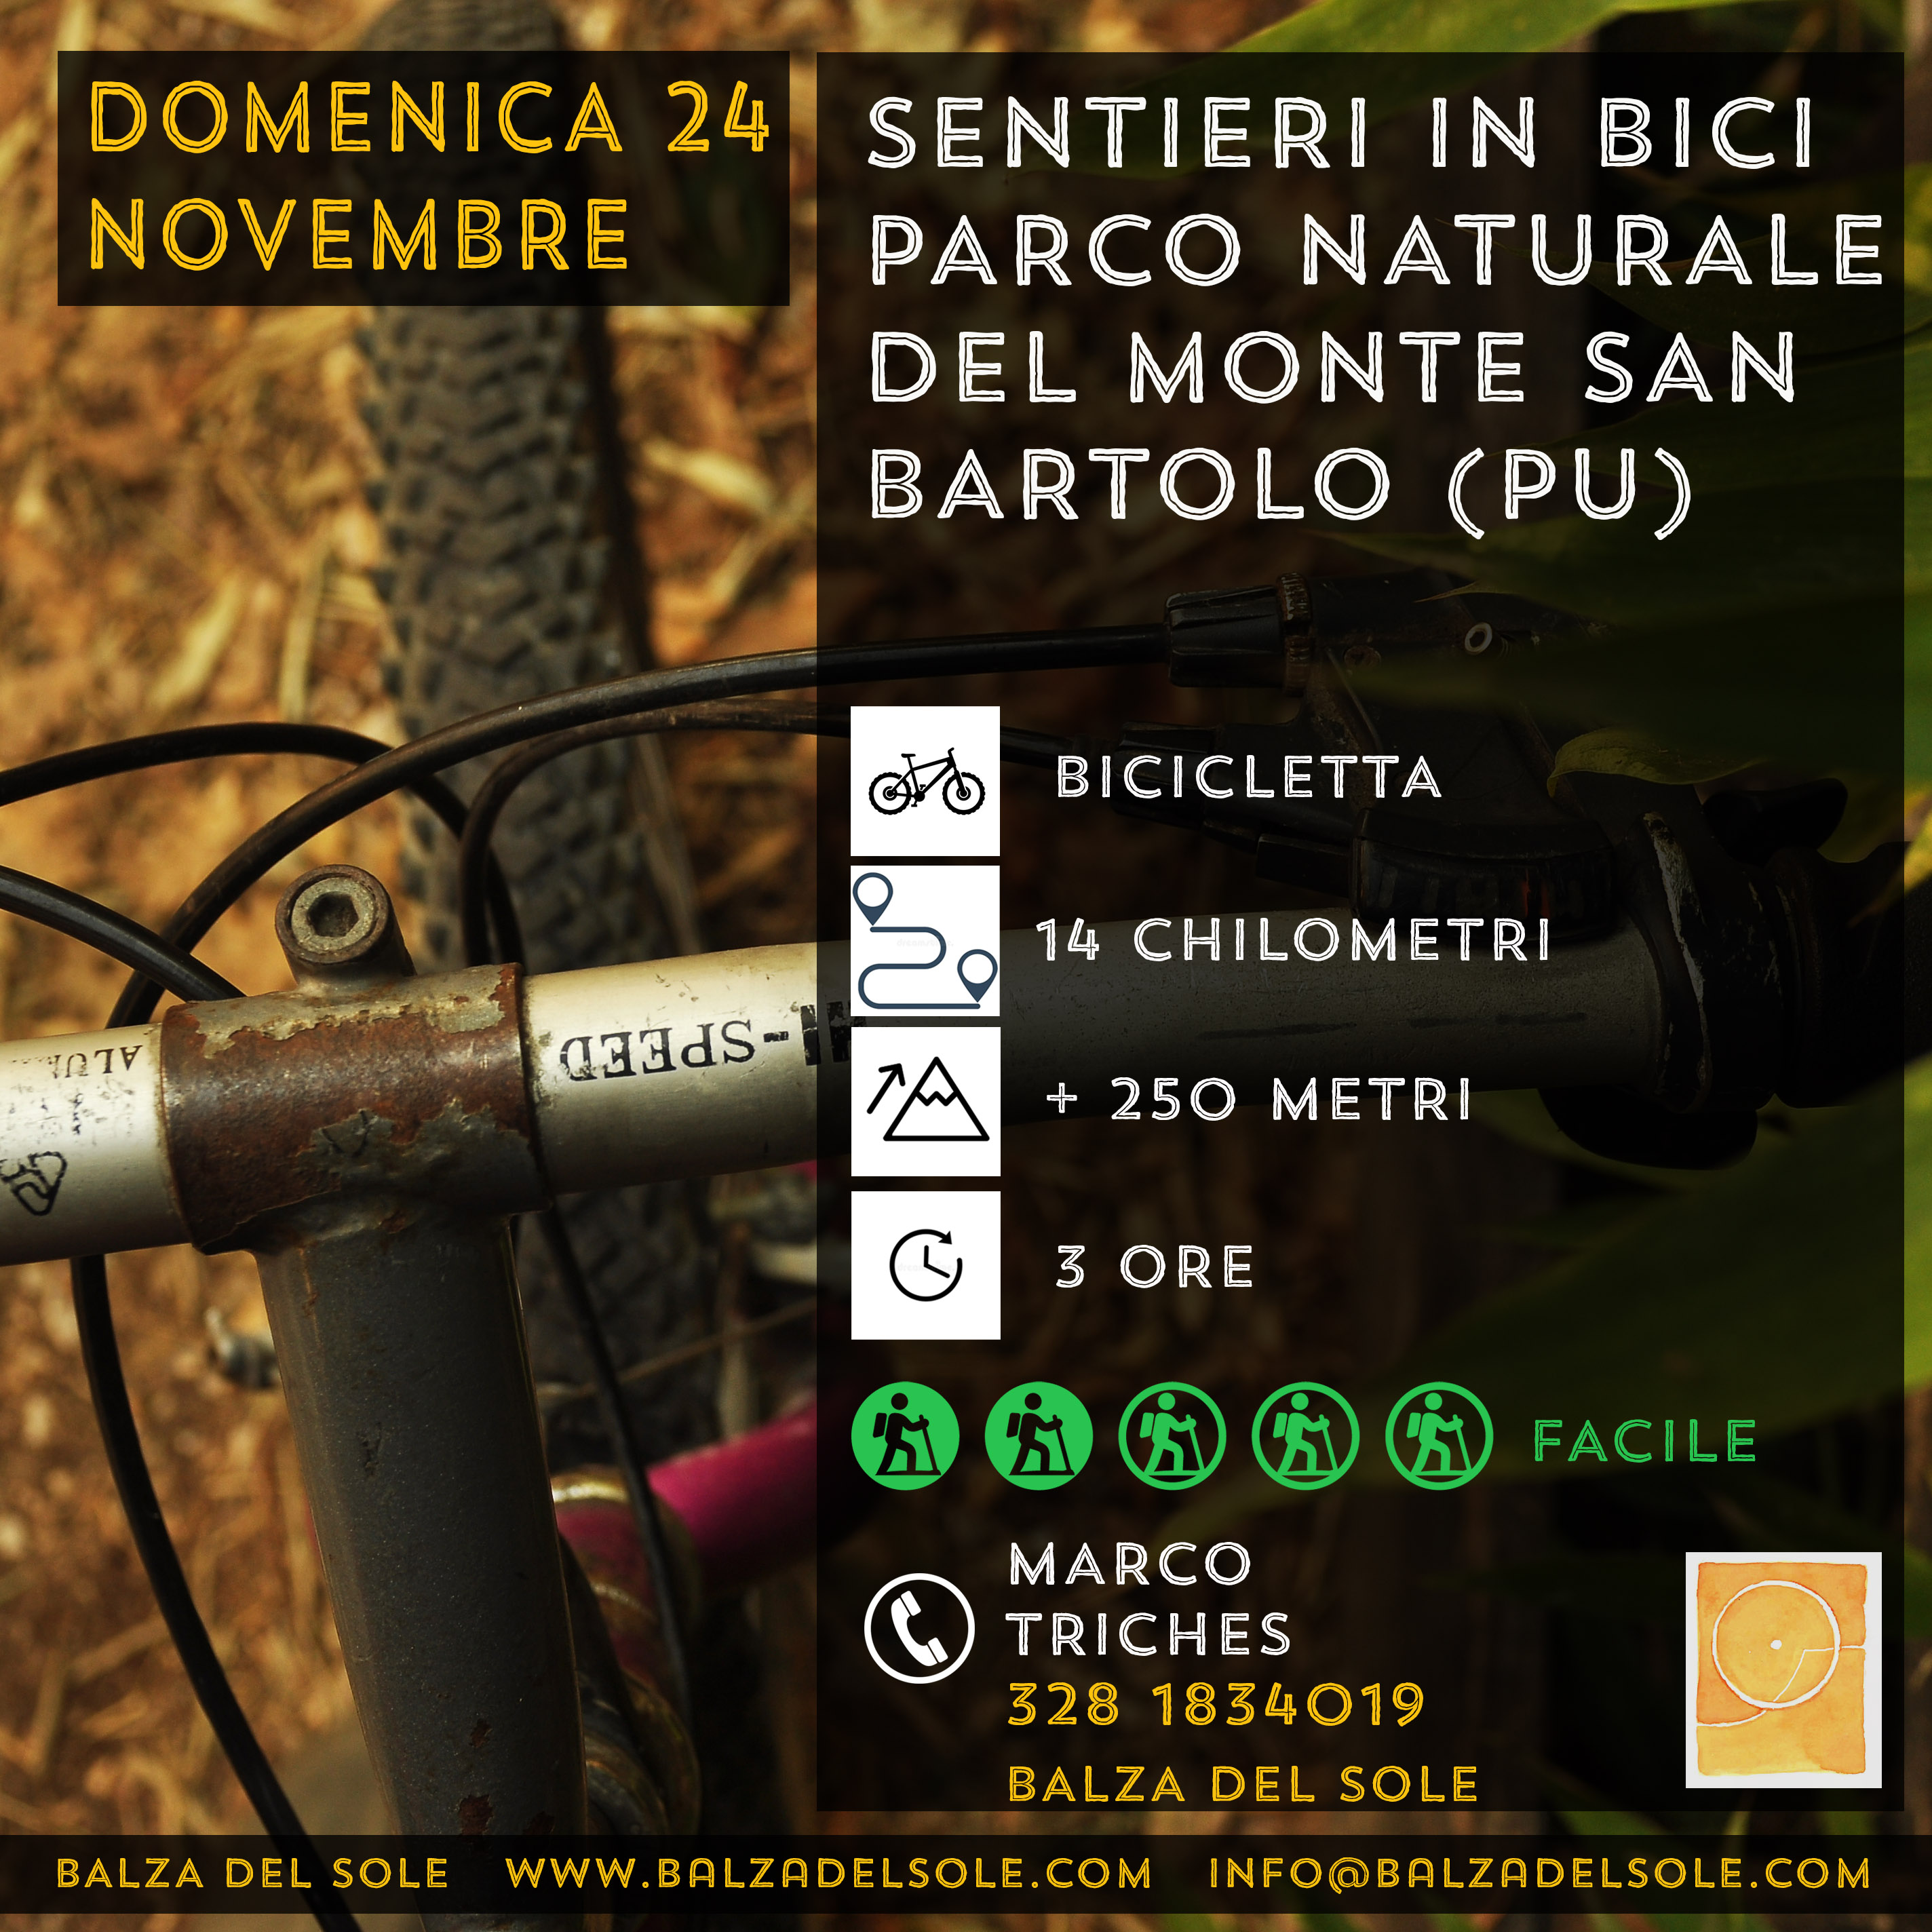 DOMENICA 24
NOVEMBRE
SENTIERI IN BICI
PARCO NATURALE
DEL MONTE SAN
BARTOLO (PU)
BICICLETTA
14 CHILOMETRI
+ 250 METRI
3 ORE
FACILE
MARCO
TRICHES
328 1834019
BALZA DEL SOLE
SPEED
BALZA DEL SOLE WWW.BALZADELSOLE.COM INFO@BALZADELSOLE.COM